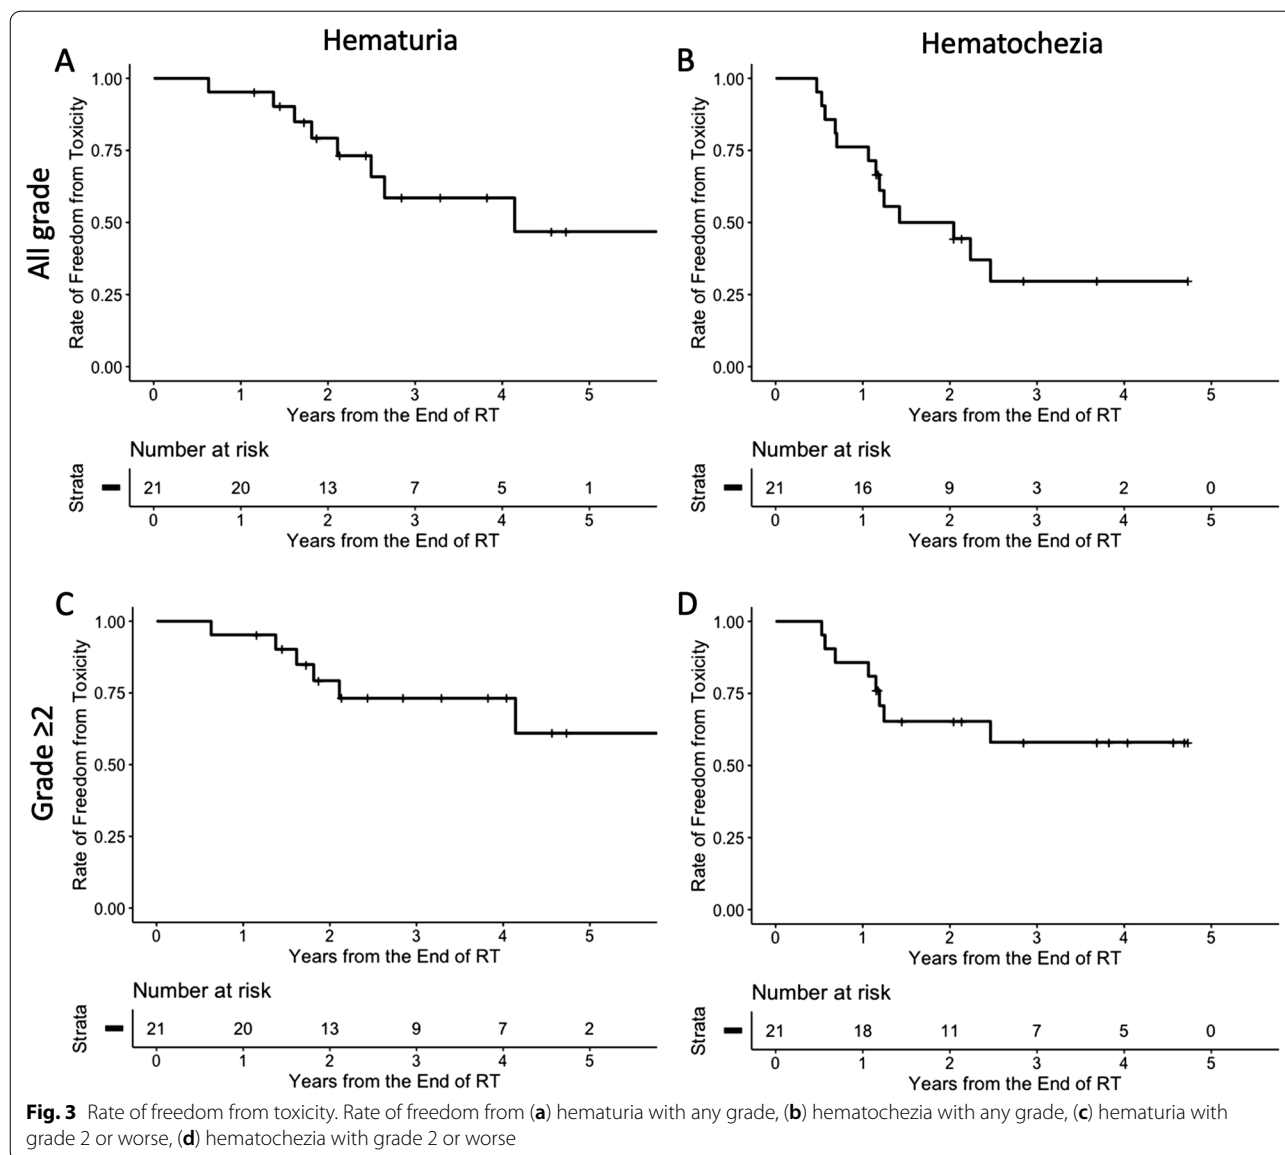 Hematuria
Hematochezia
All grade
Grade ≥2
A
Rate of Freedom from Toxicity
1.00
0.75
0.50
0.25
0.00
0 1 2 3 4 5
Years from the End of RT
Number at risk
Strata
21 20 13 7 5 1
0 1 2 3 4 5
Years from the End of RT
B
Rate of Freedom from Toxicity
1.00
0.75
0.50
0.25
0.00
0 1 2 3 4 5
Years from the End of RT
Number at risk
Strata
21 16 9 3 2 0
0 1 2 3 4 5
Years from the End of RT
C
Rate of Freedom from Toxicity
1.00
0.75
0.50
0.25
0.00
0 1 2 3 4 5
Years from the End of RT
Number at risk
Strata
21 20 13 9 7 2
0 1 2 3 4 5
Years from the End of RT
D
Rate of Freedom from Toxicity
1.00
0.75
0.50
0.25
0.00
0 1 2 3 4 5
Years from the End of RT
Number at risk
Strata
21 18 11 7 5 0
0 1 2 3 4 5
Years from the End of RT
Fig. 3 Rate of freedom from toxicity. Rate of freedom from (a) hematuria with any grade, (b) hematochezia with any grade, (c) hematuria with
grade 2 or worse, (d) hematochezia with grade 2 or worse